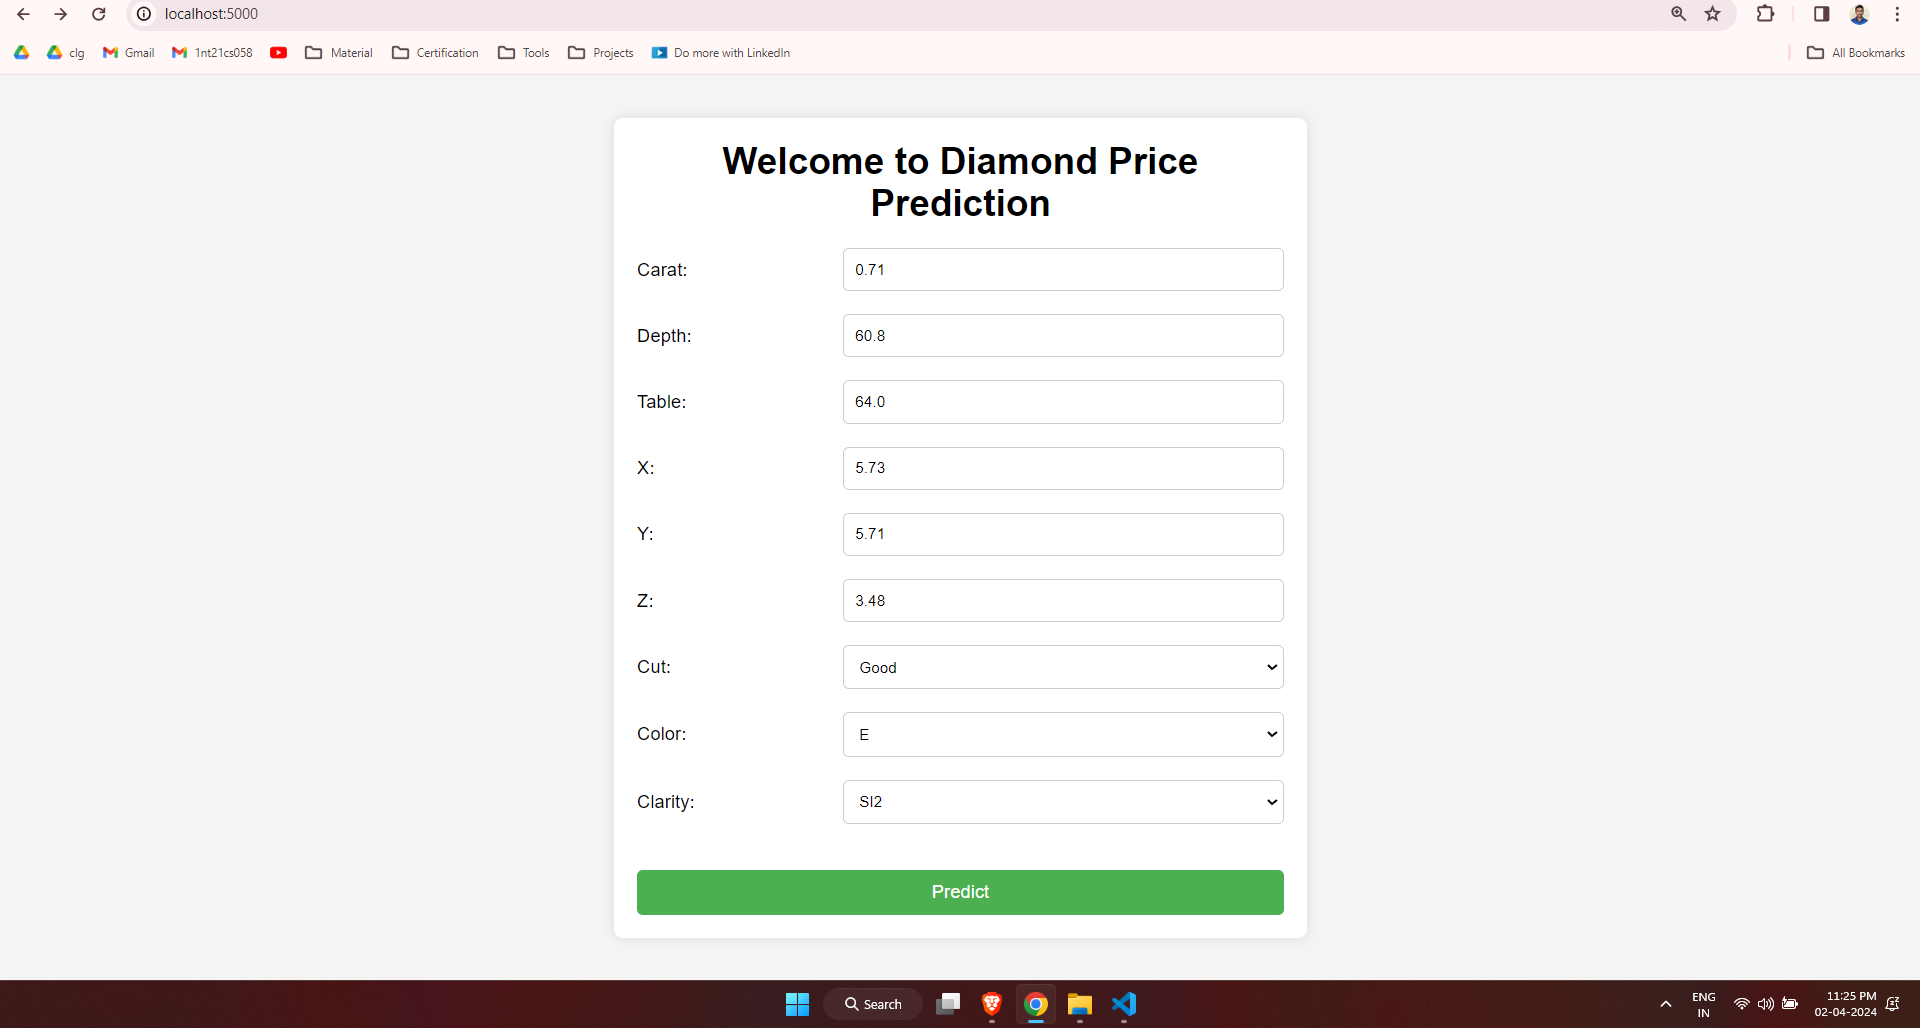 localhost:5000
clg
Gmail
1nt21cs058
Material
Certification
Tools
Projects
Do more with LinkedIn
All Bookmarks
Welcome to Diamond Price
Prediction
Carat: 0.71
Depth: 60.8
Table: 64.0
X: 5.73
Y: 5.71
Z: 3.48
Cut: Good
Color: E
Clarity: SI2
Predict
Search
ENG
IN
11:25 PM
02-04-2024